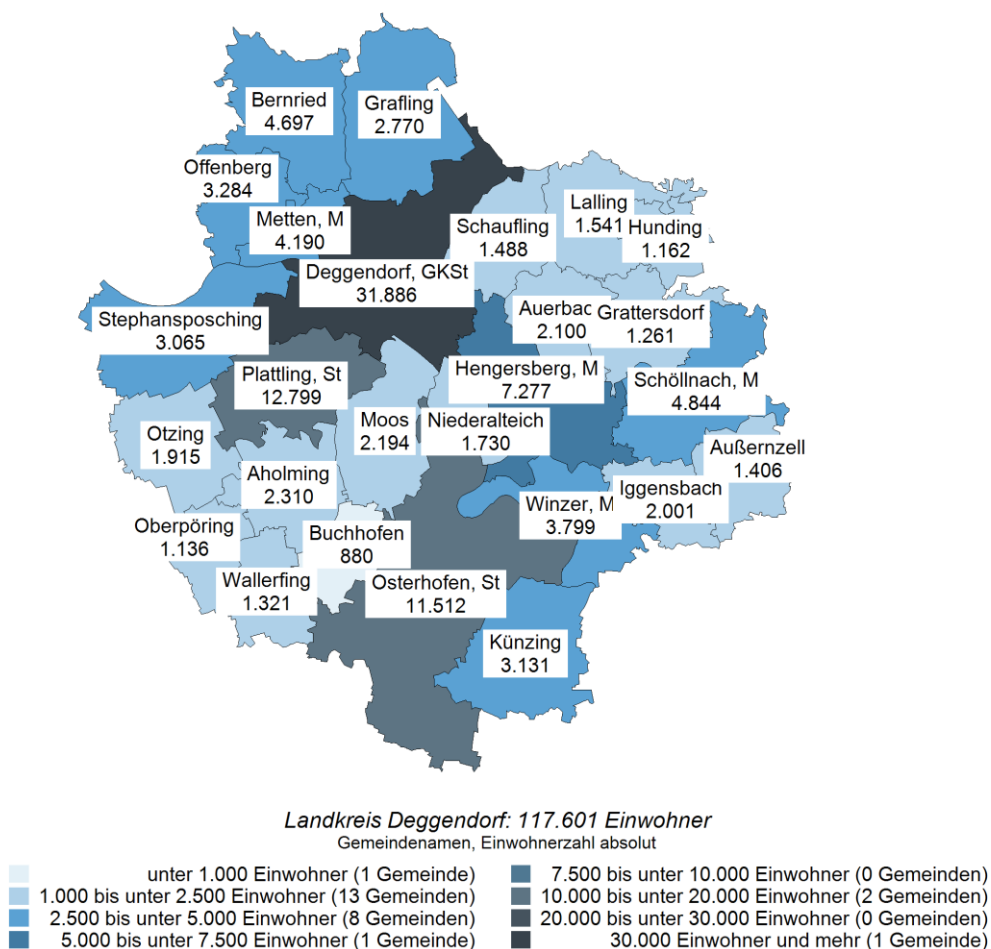 Bernried
4.697
Grafling
2.770
Offenberg
3.284
Metten, M
4.190
Schaufling
1.488
Lalling
1.541
Hunding
1.162
Deggendorf, GKSt
31.886
Stephansposching
3.065
Auerbac
2.100
Grattersdorf
1.261
Plattling, St
12.799
Hengersberg, M
7.277
Schöllnach, M
4.844
Otzing
1.915
Moos
2.194
Niederalteich
1.730
Außernzell
1.406
Aholming
2.310
Iggensbach
2.001
Winzer, M
3.799
Oberpöring
1.136
Buchhofen
880
Wallerfing
1.321
Osterhofen, St
11.512
Künzing
3.131
Landkreis Deggendorf: 117.601 Einwohner
Gemeindenamen, Einwohnerzahl absolut
unter 1.000 Einwohner (1 Gemeinde)
1.000 bis unter 2.500 Einwohner (13 Gemeinden)
2.500 bis unter 5.000 Einwohner (8 Gemeinden)
5.000 bis unter 7.500 Einwohner (1 Gemeinde)
7.500 bis unter 10.000 Einwohner (0 Gemeinden)
10.000 bis unter 20.000 Einwohner (2 Gemeinden)
20.000 bis unter 30.000 Einwohner (0 Gemeinden)
30.000 Einwohner und mehr (1 Gemeinde)